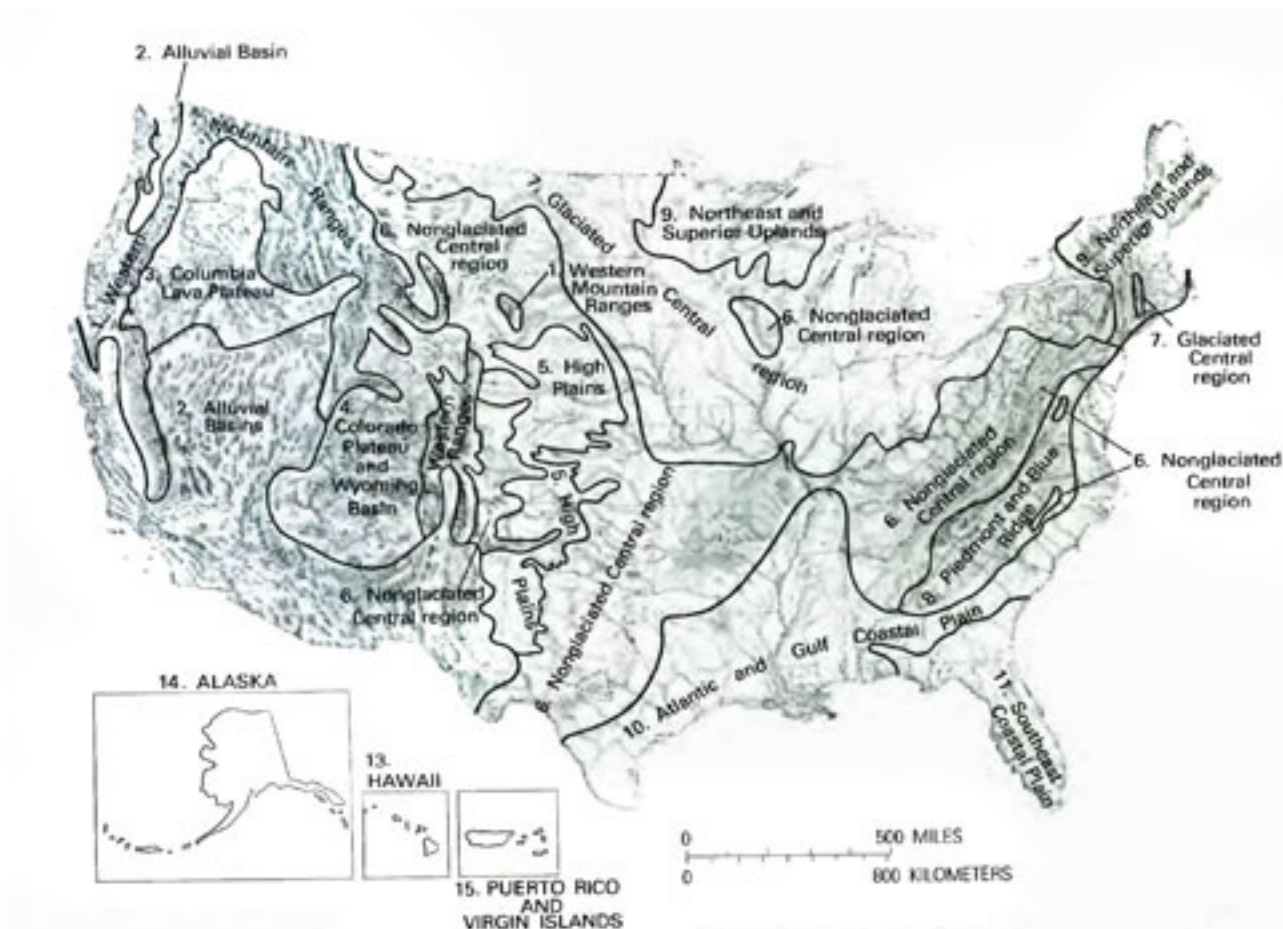 2. Alluvial Basin
Mountain
Ranges
Western
3. Columbia
Lava Plateau
6. Nonglaciated
Central
region
7. Glaciated
Central
region
9. Northeast and
Superior Uplands
1. Western
Mountain
Ranges
6. Nonglaciated
Central region
9. Northeast and
Superior Uplands
7. Glaciated
Central
region
5. High
Plains
2. Alluvial
Basins
4.
Colorado
Plateau
and
Wyoming
Basin
Western
Ranges
5. High
Plains
6. Nonglaciated
Central region
6. Nonglaciated Central region
6. Nonglaciated
Central region
8. Piedmont and Blue
Ridge
6. Nonglaciated
Central
region
10. Atlantic and Gulf Coastal Plain
11. Southeast
Coastal Plain
14. ALASKA
13.
HAWAII
15. PUERTO RICO
AND
VIRGIN ISLANDS
0 500 MILES
0 800 KILOMETERS